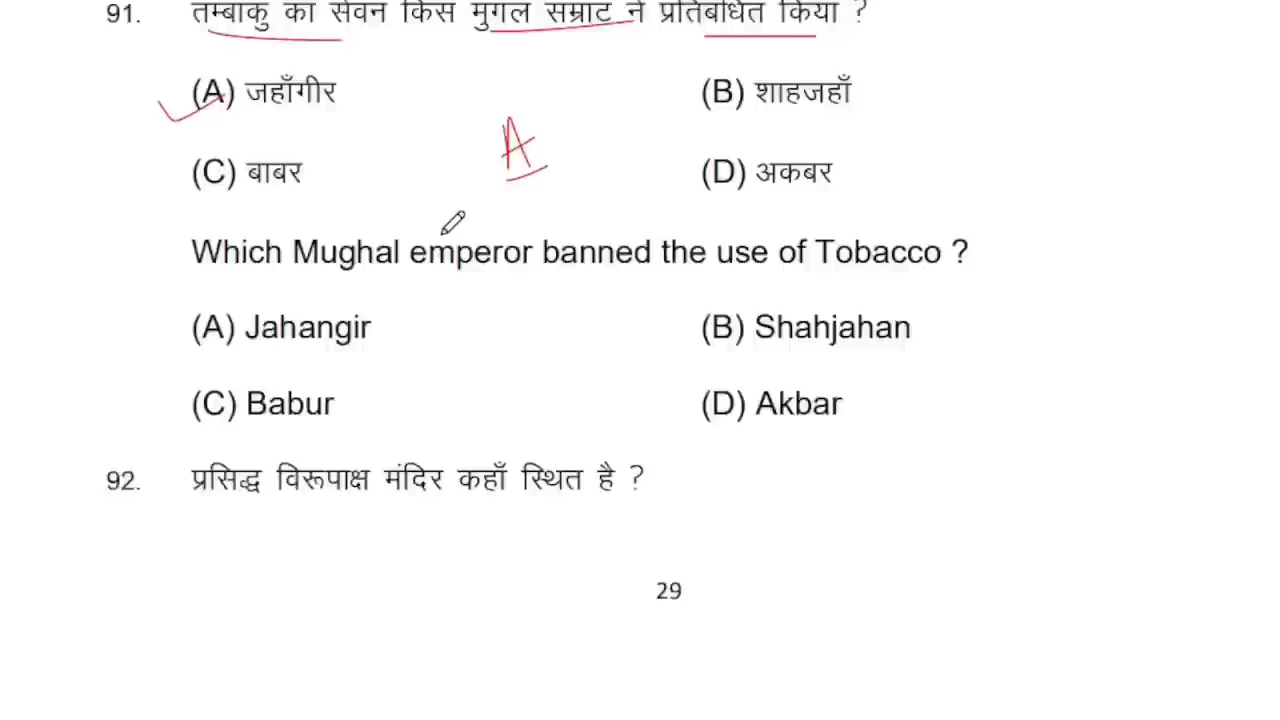 91. तम्बाकु का सेवन किस मुगल सम्राट ने प्रतिबंधित किया ?
(A) जहाँगीर (B) शाहजहाँ
A
(C) बाबर (D) अकबर
Which Mughal emperor banned the use of Tobacco ?
(A) Jahangir (B) Shahjahan
(C) Babur (D) Akbar
92. प्रसिद्ध विरूपाक्ष मंदिर कहाँ स्थित है ?
29